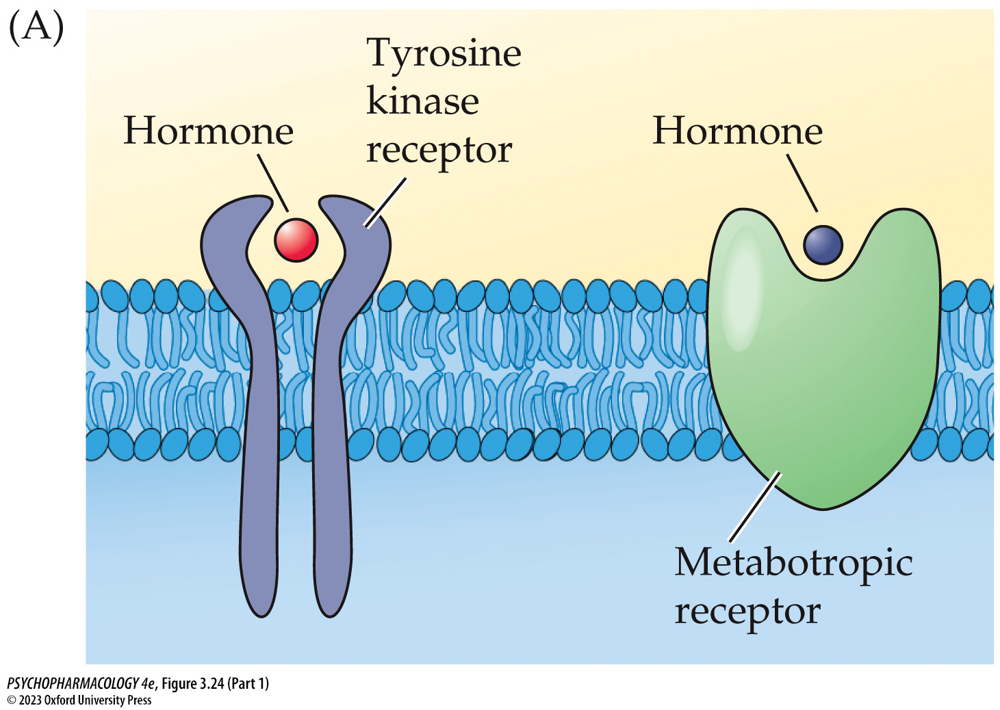 (A)
Tyrosine
kinase
receptor
Hormone
Hormone
Metabotropic
receptor
PSYCHOPHARMACOLOGY 4e, Figure 3.24 (Part 1)
© 2023 Oxford University Press